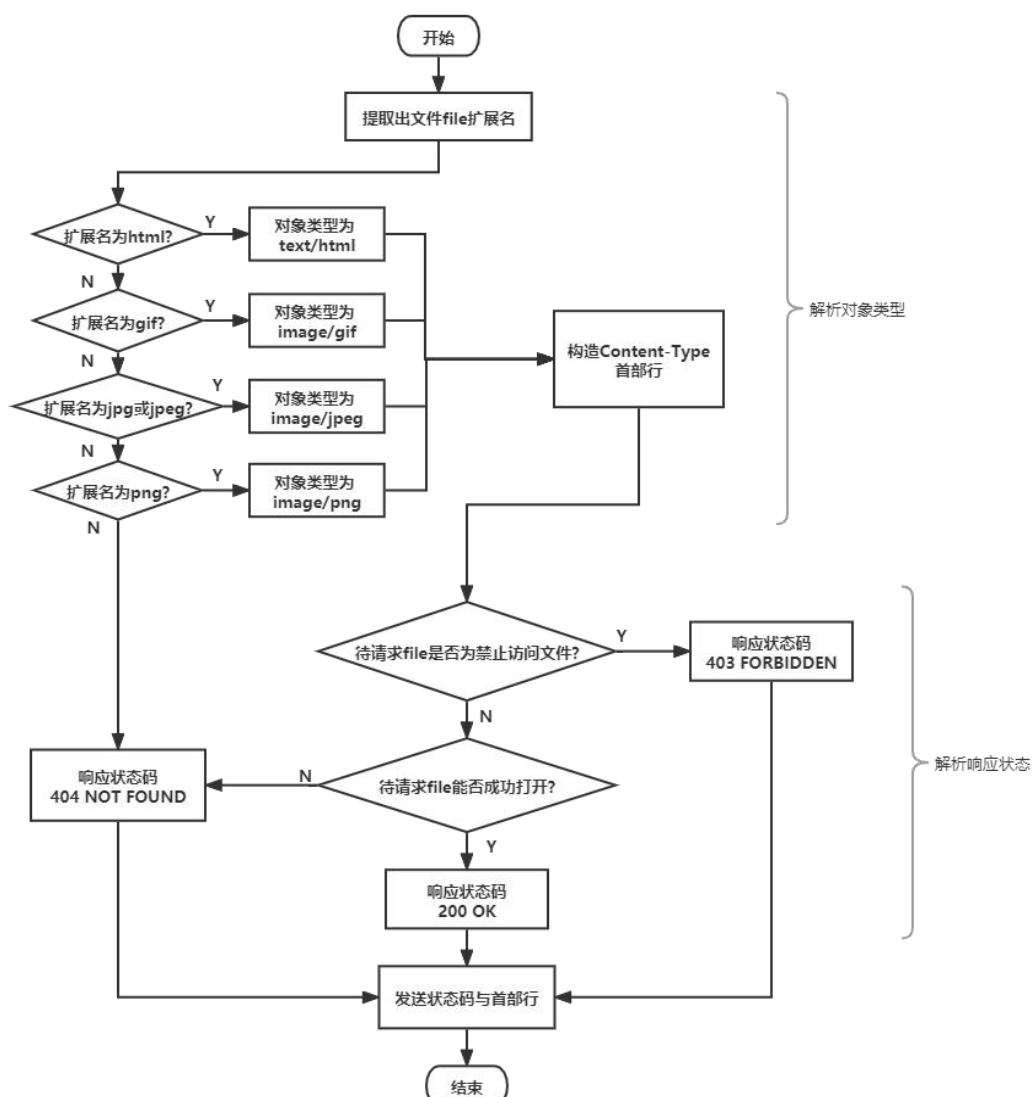 开始
提取出文件file扩展名
扩展名为html?
Y
对象类型为
text/html
N
扩展名为gif?
Y
对象类型为
image/gif
N
扩展名为jpg或jpeg?
Y
对象类型为
image/jpeg
N
扩展名为png?
Y
对象类型为
image/png
N
构造Content-Type
首部行
解析对象类型
待请求file是否为禁止访问文件?
Y
响应状态码
403 FORBIDDEN
N
待请求file能否成功打开?
N
响应状态码
404 NOT FOUND
Y
响应状态码
200 OK
解析响应状态
发送状态码与首部行
结束